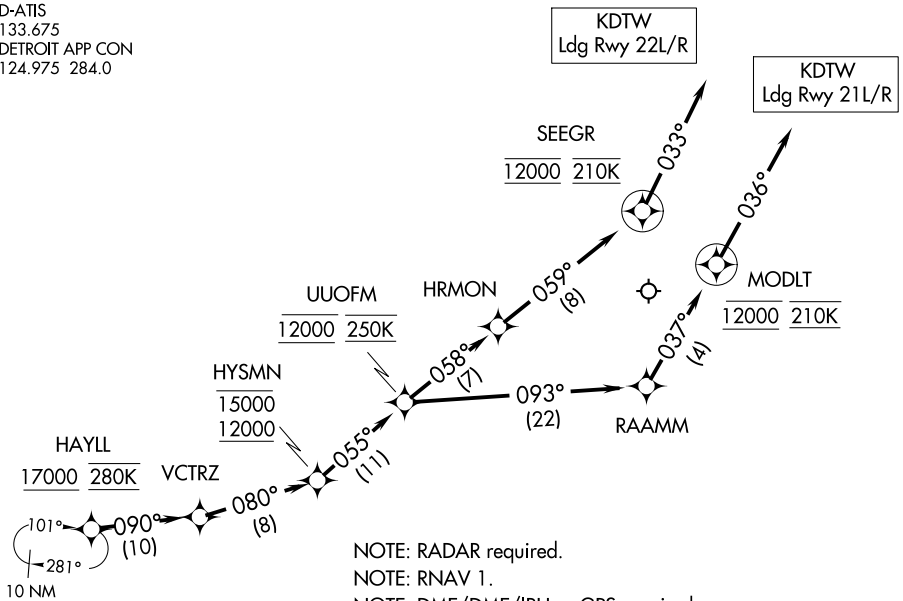 D-ATIS
133.675
DETROIT APP CON
124.975 284.0
KDTW
Ldg Rwy 22L/R
KDTW
Ldg Rwy 21L/R
SEEGR
12000 210K
033°
036°
059°
(8)
HRMON
MODLT
12000 210K
037°
(4)
UUOFM
12000 250K
058°
(7)
093°
(22)
RAAMM
HYSMN
15000
12000
055°
(11)
HAYLL
17000 280K
VCTRZ
080°
(8)
101°
090°
(10)
281°
10 NM
NOTE: RADAR required.
NOTE: RNAV 1.